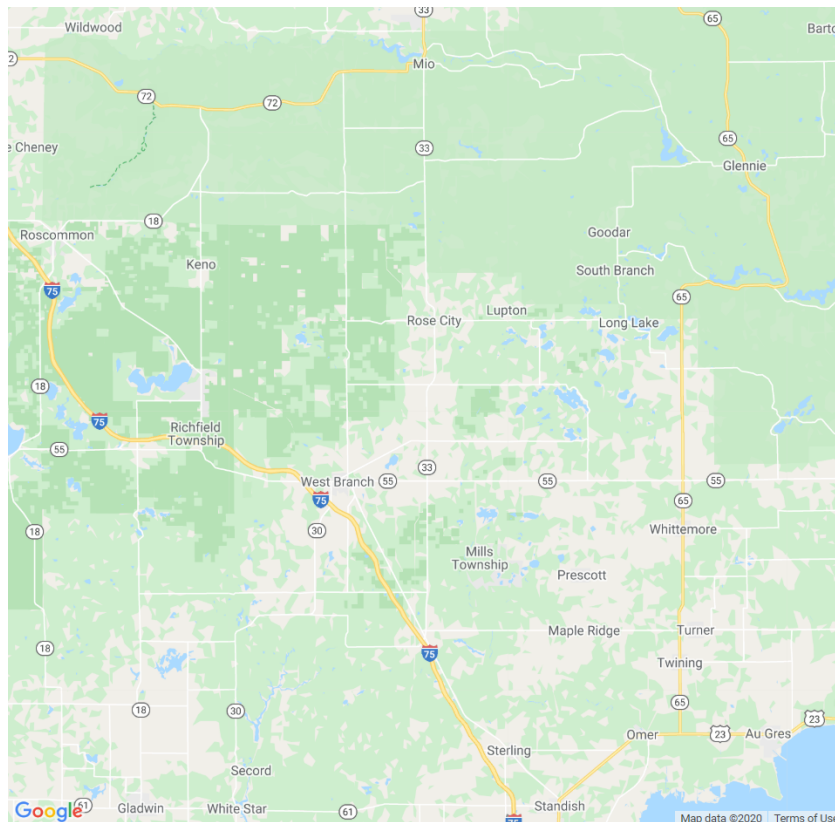 33
65
Wildwood
Barto
2
Mio
72
72
33
65
e Cheney
Glennie
18
Roscommon
Goodar
Keno
South Branch
75
65
Lupton
Rose City
Long Lake
18
75
Richfield
Township
55
33
West Branch
55
55
55
75
65
18
30
Whittemore
Mills
Township
Prescott
Maple Ridge
Turner
18
75
Twining
65
18
30
23
Omer
23
Au Gres
Sterling
Secord
61
Gladwin
White Star
61
Standish
Google
75
Map data ©2020
Terms of Use